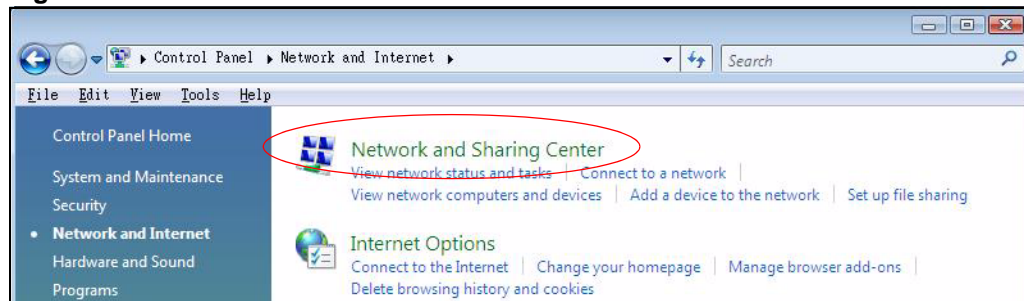 Control Panel ▸ Network and Internet ▸
Search
File Edit View Tools Help
Control Panel Home
System and Maintenance
Security
• Network and Internet
Hardware and Sound
Programs
Network and Sharing Center
View network status and tasks | Connect to a network |
View network computers and devices | Add a device to the network | Set up file sharing
Internet Options
Connect to the Internet | Change your homepage | Manage browser add-ons |
Delete browsing history and cookies